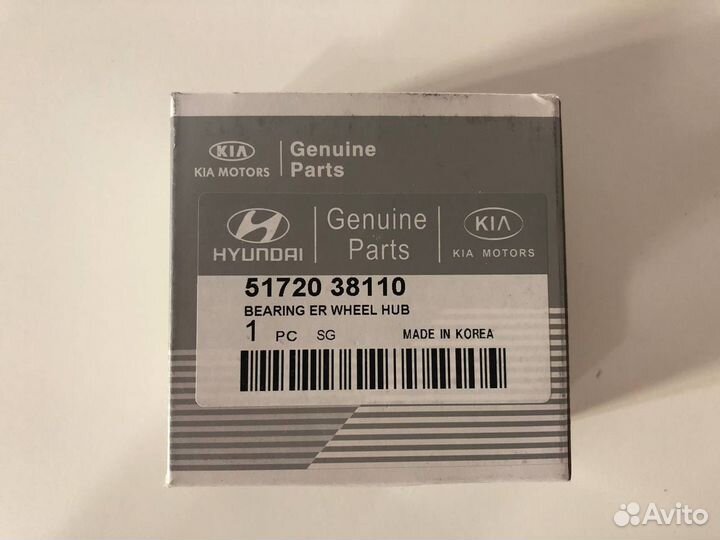 KIA
KIA MOTORS
Genuine
Parts
HYUNDAI
Genuine
Parts
KIA
KIA MOTORS
51720 38110
BEARING ER WHEEL HUB
1 PC SG MADE IN KOREA
Avito